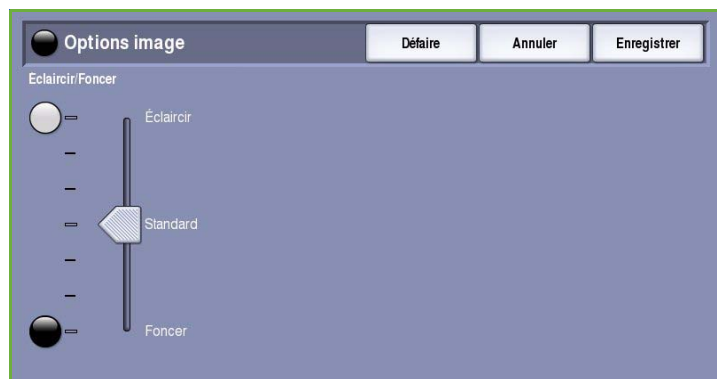 Options image
Défaire
Annuler
Enregistrer
Eclaircir/Foncer
Éclaircir
Standard
Foncer